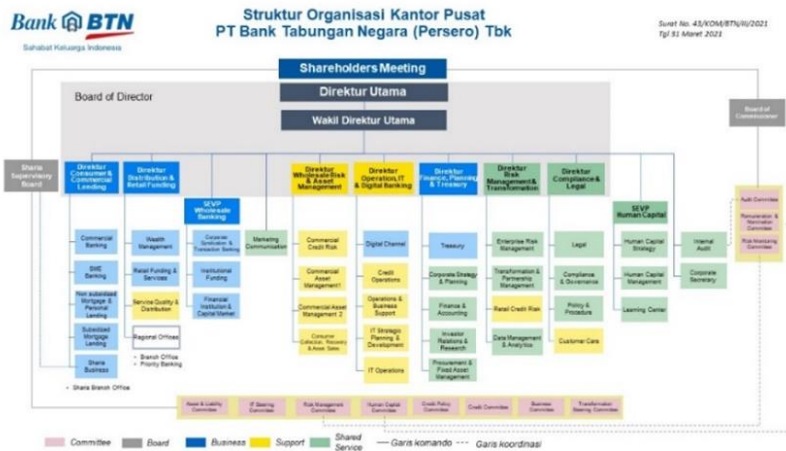 Bank BTN
Sahabat Keluarga Indonesia
Struktur Organisasi Kantor Pusat
PT Bank Tabungan Negara (Persero) Tbk
Surat No. 43/KOM/BTN/III/2021
Tgl 31 Maret 2021
Shareholders Meeting
Board of Director
Direktur Utama
Wakil Direktur Utama
Board of
Commissioner
Sharia
Supervisory
Board
Direktur
Consumer &
Commercial
Lending
Direktur
Distribution &
Retail Funding
SEVP
Wholesale
Banking
Direktur
Wholesale Risk
& Asset
Management
Direktur
Operation, IT
& Digital Banking
Direktur
Finance, Planning
& Treasury
Direktur
Risk
Management &
Transformation
Direktur
Compliance &
Legal
SEVP
Human Capital
Audit Committee
Remuneration &
Nomination
Committee
Risk Monitoring
Committee
Commercial
Banking
SME
Banking
Non subsidised
Mortgage &
Personal
Lending
Subsidised
Mortgage
Lending
Sharia
Business
• Sharia Branch Office
Wealth
Management
Retail Funding &
Services
Service Quality &
Distribution
Regional Offices
• Branch Office
• Priority Banking
Corporate
Syndication &
Transaction Banking
Institutional
Funding
Financial
Institution &
Capital Market
Marketing
Communication
Commercial
Credit Risk
Commercial
Asset
Management1
Commercial Asset
Management 2
Consumer
Collection, Recovery
& Asset Sales
Digital Channel
Credit
Operations
Operations &
Business
Support
IT Strategic
Planning &
Development
IT Operations
Treasury
Corporate Strategy
& Planning
Finance &
Accounting
Investor
Relations &
Research
Procurement &
Fixed Asset
Management
Enterprise Risk
Management
Transformation &
Partnership
Management
Retail Credit Risk
Data Management
& Analytics
Legal
Compliance
& Governance
Policy &
Procedure
Customer Care
Human Capital
Strategy
Human Capital
Management
Learning Center
Internal
Audit
Corporate
Secretary
Asset & Liability
Committee
IT Steering
Committee
Risk Management
Committee
Human Capital
Committee
Credit Policy
Committee
Credit Committee
Business
Committee
Transformation
Steering Committee
Committee
Board
Business
Support
Shared
Service
Garis komando
Garis koordinasi